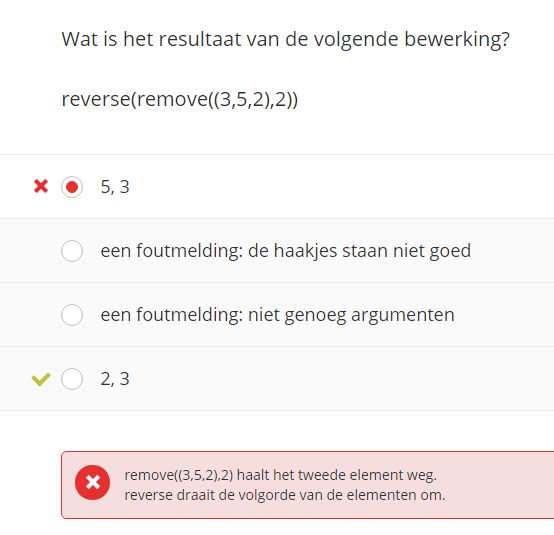 Wat is het resultaat van de volgende bewerking?
reverse(remove((3,5,2),2))
5, 3
een foutmelding: de haakjes staan niet goed
een foutmelding: niet genoeg argumenten
2, 3
remove((3,5,2),2) haalt het tweede element weg.
reverse draait de volgorde van de elementen om.